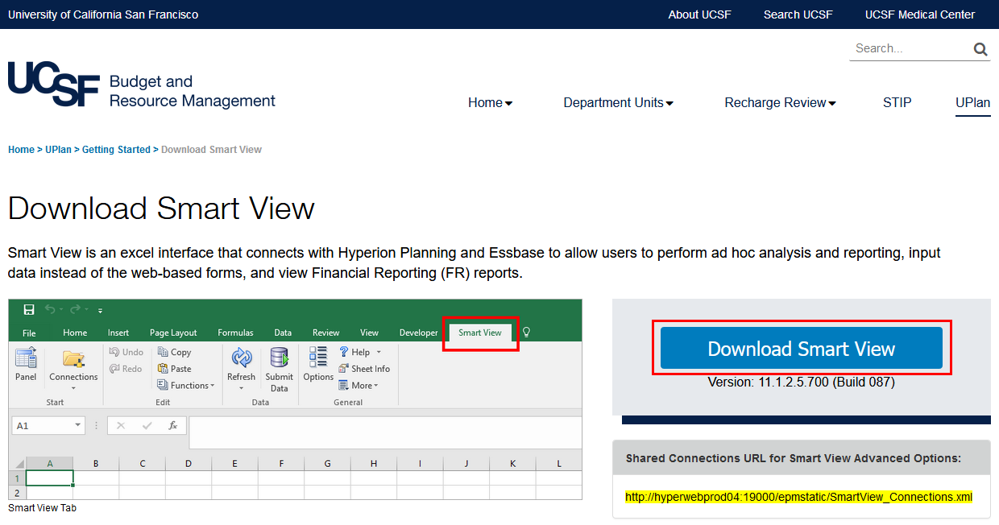 University of California San Francisco
About UCSF Search UCSF UCSF Medical Center
Search...
UCSF Budget and
Resource Management
Home Department Units Recharge Review STIP UPlan
Home > UPlan > Getting Started > Download Smart View
Download Smart View
Smart View is an excel interface that connects with Hyperion Planning and Essbase to allow users to perform ad hoc analysis and reporting, input
data instead of the web-based forms, and view Financial Reporting (FR) reports.
File Home Insert Page Layout Formulas Data Review View Developer Smart View
Panel
Connections
Start
Undo
Redo
Copy
Paste
Functions
Edit
Refresh
Submit
Data
Data
Options
Help
Sheet Info
More
General
A1
fx
A B C D E F G H I J K L
1
2
Smart View Tab
Download Smart View
Version: 11.1.2.5.700 (Build 087)
Shared Connections URL for Smart View Advanced Options:
http://hyperwebprod04:19000/epmstatic/SmartView_Connections.xml